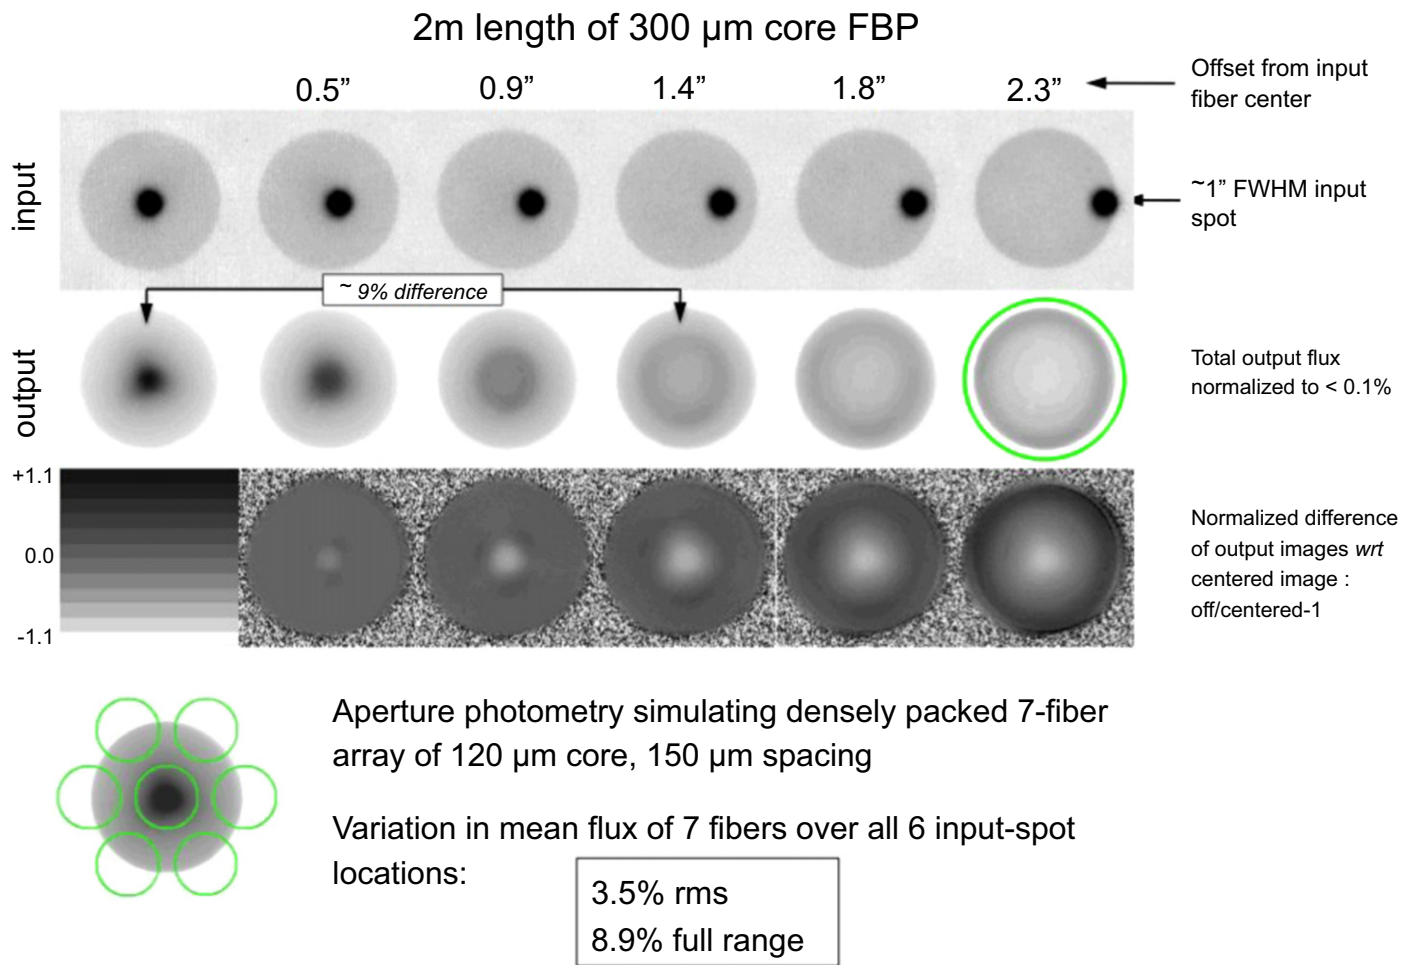 2m length of 300 µm core FBP
0.5” 0.9” 1.4” 1.8” 2.3”
Offset from input
fiber center
input
~1” FWHM input
spot
~ 9% difference
output
Total output flux
normalized to < 0.1%
+1.1
0.0
-1.1
Normalized difference
of output images wrt
centered image :
off/centered-1
Aperture photometry simulating densely packed 7-fiber
array of 120 µm core, 150 µm spacing
Variation in mean flux of 7 fibers over all 6 input-spot
locations:
3.5% rms
8.9% full range